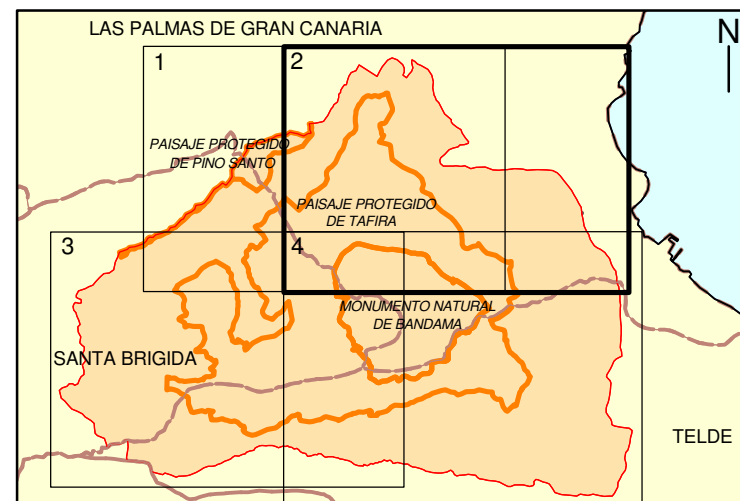 LAS PALMAS DE GRAN CANARIA
N
1
2
PAISAJE PROTEGIDO
DE PINO SANTO
PAISAJE PROTEGIDO
DE TAFIRA
3
4
MONUMENTO NATURAL
DE BANDAMA
SANTA BRIGIDA
TELDE